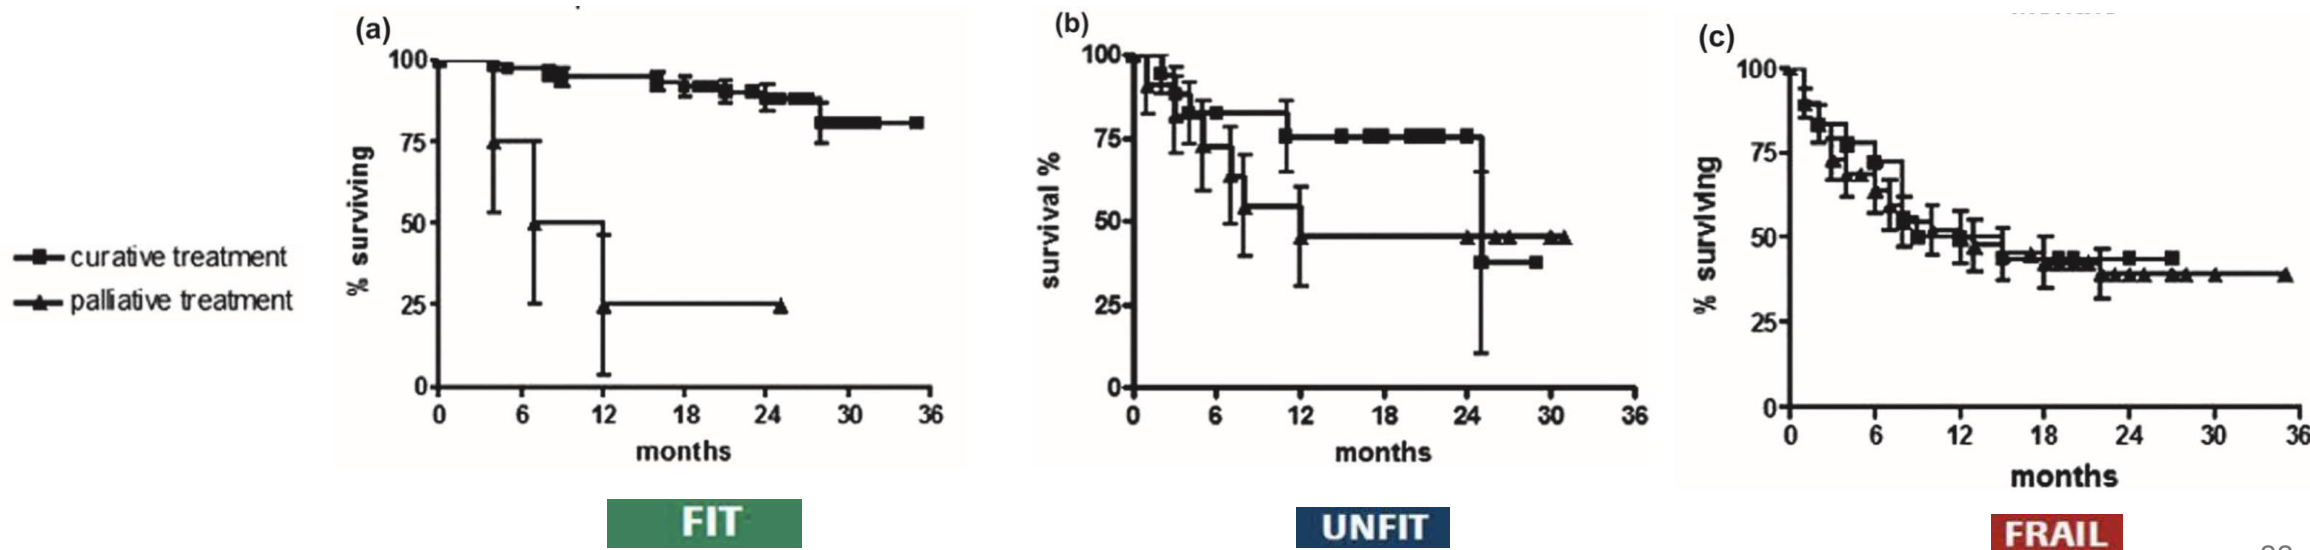 (a)
100
75
50
25
0
% surviving
0 6 12 18 24 30 36
months
FIT
curative treatment
palliative treatment
(b)
100
75
50
25
0
survival %
0 6 12 18 24 30 36
months
UNFIT
(c)
100
75
50
25
0
% surviving
0 6 12 18 24 30 36
months
FRAIL